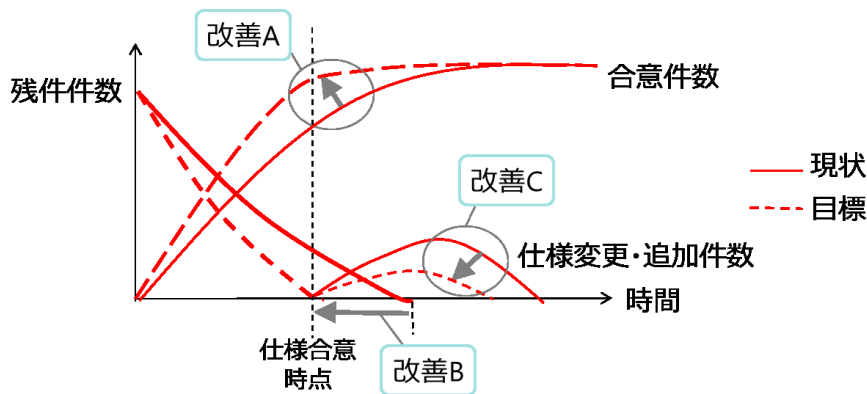 改善A
残件件数
合意件数
現状
目標
改善C
仕様変更・追加件数
時間
仕様合意
時点
改善B